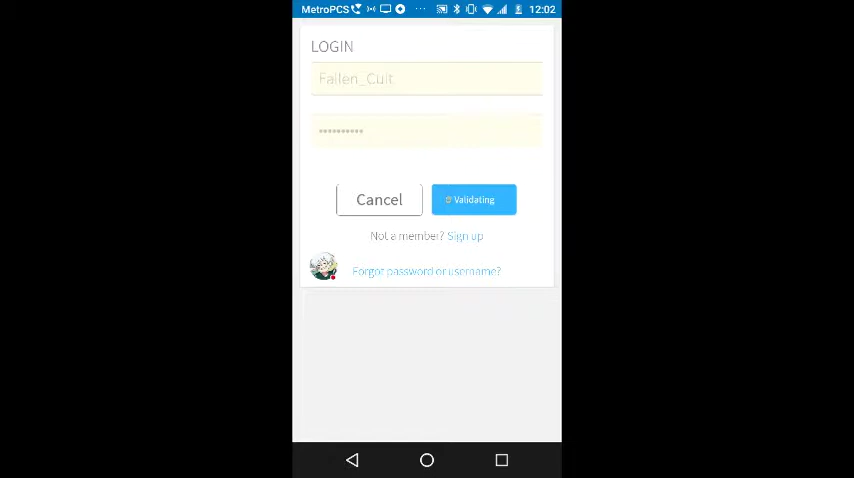 MetroPCS 12:02
LOGIN
Fallen_Cult
••••••••••
Cancel Validating
Not a member? Sign up
Forgot password or username?